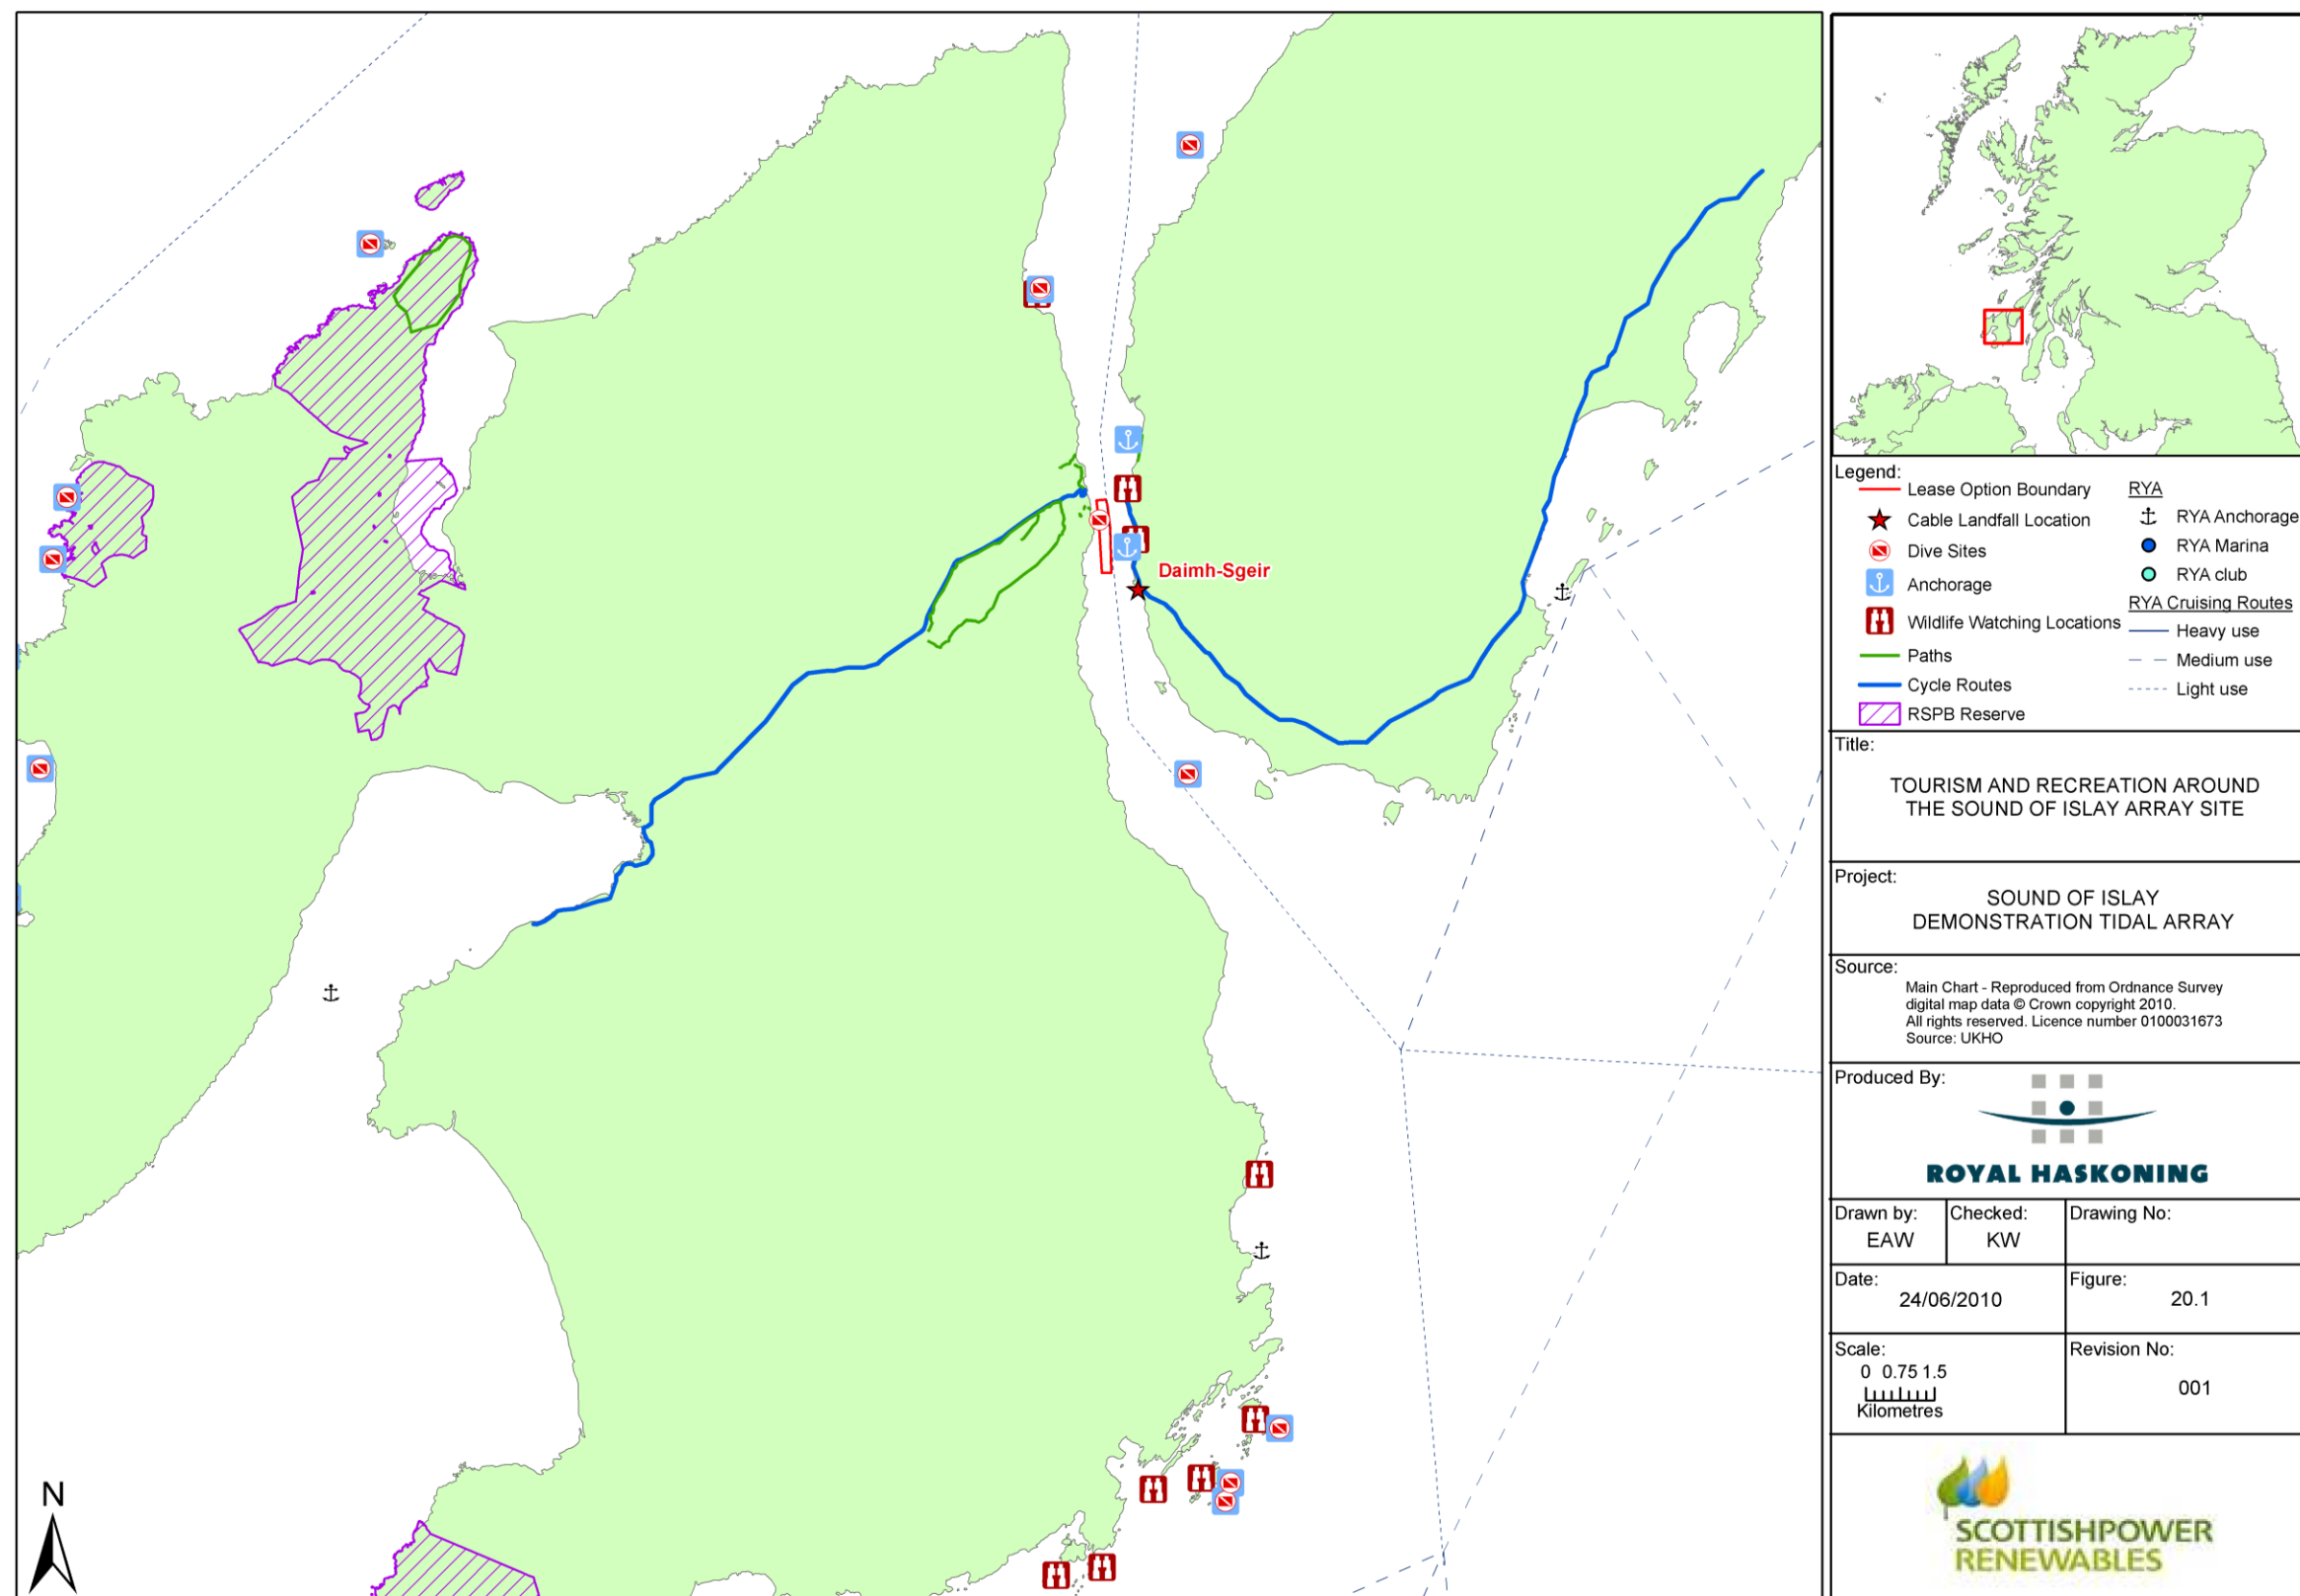 Daimh-Sgeir
N
Legend:
Lease Option Boundary
Cable Landfall Location
Dive Sites
Anchorage
Wildlife Watching Locations
Paths
Cycle Routes
RSPB Reserve
RYA
RYA Anchorage
RYA Marina
RYA club
RYA Cruising Routes
Heavy use
Medium use
Light use
Title:
TOURISM AND RECREATION AROUND
THE SOUND OF ISLAY ARRAY SITE
Project:
SOUND OF ISLAY
DEMONSTRATION TIDAL ARRAY
Source:
Main Chart - Reproduced from Ordnance Survey
digital map data © Crown copyright 2010.
All rights reserved. Licence number 0100031673
Source: UKHO
Produced By:
ROYAL HASKONING
Drawn by:
EAW
Checked:
KW
Drawing No:
Date:
24/06/2010
Figure:
20.1
Scale:
0 0.75 1.5
Kilometres
Revision No:
001
SCOTTISHPOWER
RENEWABLES